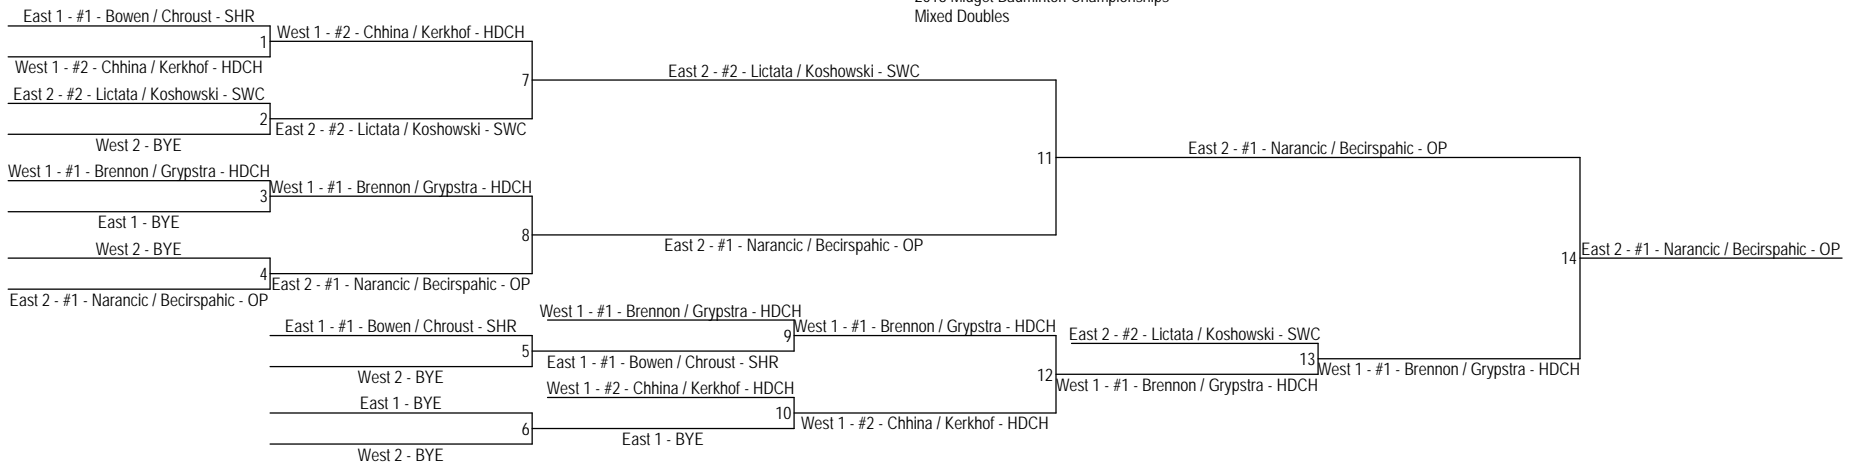 2013 Midget Badminton Championships
Mixed Doubles
East 1 - #1 - Bowen / Chroust - SHR
1
West 1 - #2 - Chhina / Kerkhof - HDCH
West 1 - #2 - Chhina / Kerkhof - HDCH
7
East 2 - #2 - Lictata / Koshowski - SWC
East 2 - #2 - Lictata / Koshowski - SWC
2
East 2 - #2 - Lictata / Koshowski - SWC
West 2 - BYE
11
East 2 - #1 - Narancic / Becirspahic - OP
West 1 - #1 - Brennon / Grypstra - HDCH
3
West 1 - #1 - Brennon / Grypstra - HDCH
East 1 - BYE
8
East 2 - #1 - Narancic / Becirspahic - OP
West 2 - BYE
4
East 2 - #1 - Narancic / Becirspahic - OP
East 2 - #1 - Narancic / Becirspahic - OP
14
East 2 - #1 - Narancic / Becirspahic - OP
East 1 - #1 - Bowen / Chroust - SHR
5
West 2 - BYE
West 1 - #1 - Brennon / Grypstra - HDCH
9
West 1 - #1 - Brennon / Grypstra - HDCH
East 1 - #1 - Bowen / Chroust - SHR
East 2 - #2 - Lictata / Koshowski - SWC
13
West 1 - #1 - Brennon / Grypstra - HDCH
12
West 1 - #1 - Brennon / Grypstra - HDCH
West 1 - #2 - Chhina / Kerkhof - HDCH
10
West 1 - #2 - Chhina / Kerkhof - HDCH
East 1 - BYE
East 1 - BYE
6
West 2 - BYE